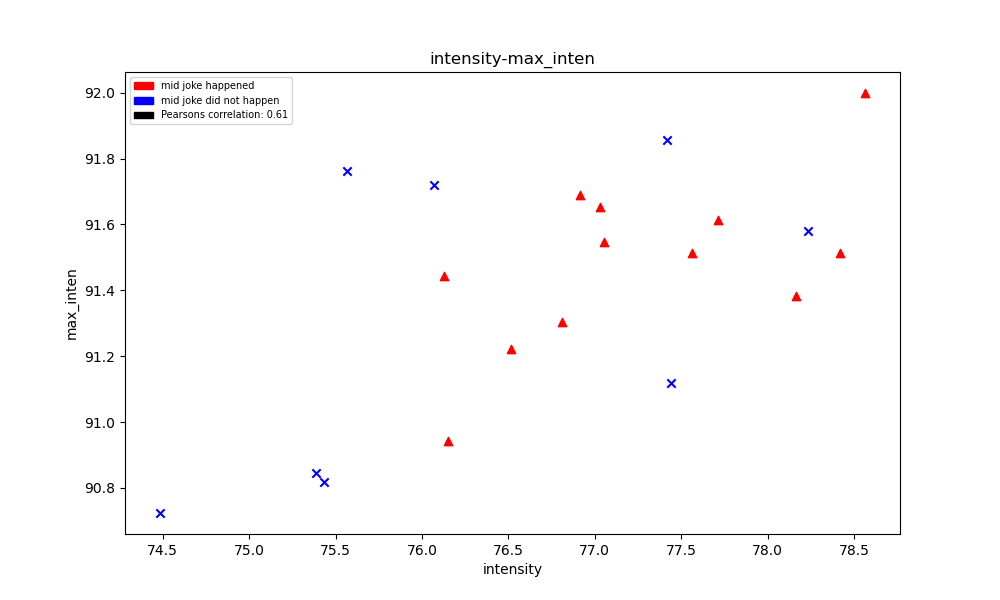 intensity-max_inten
mid joke happened
mid joke did not happen
Pearsons correlation: 0.61
92.0
91.8
91.6
91.4
91.2
91.0
90.8
max_inten
74.5 75.0 75.5 76.0 76.5 77.0 77.5 78.0 78.5
intensity